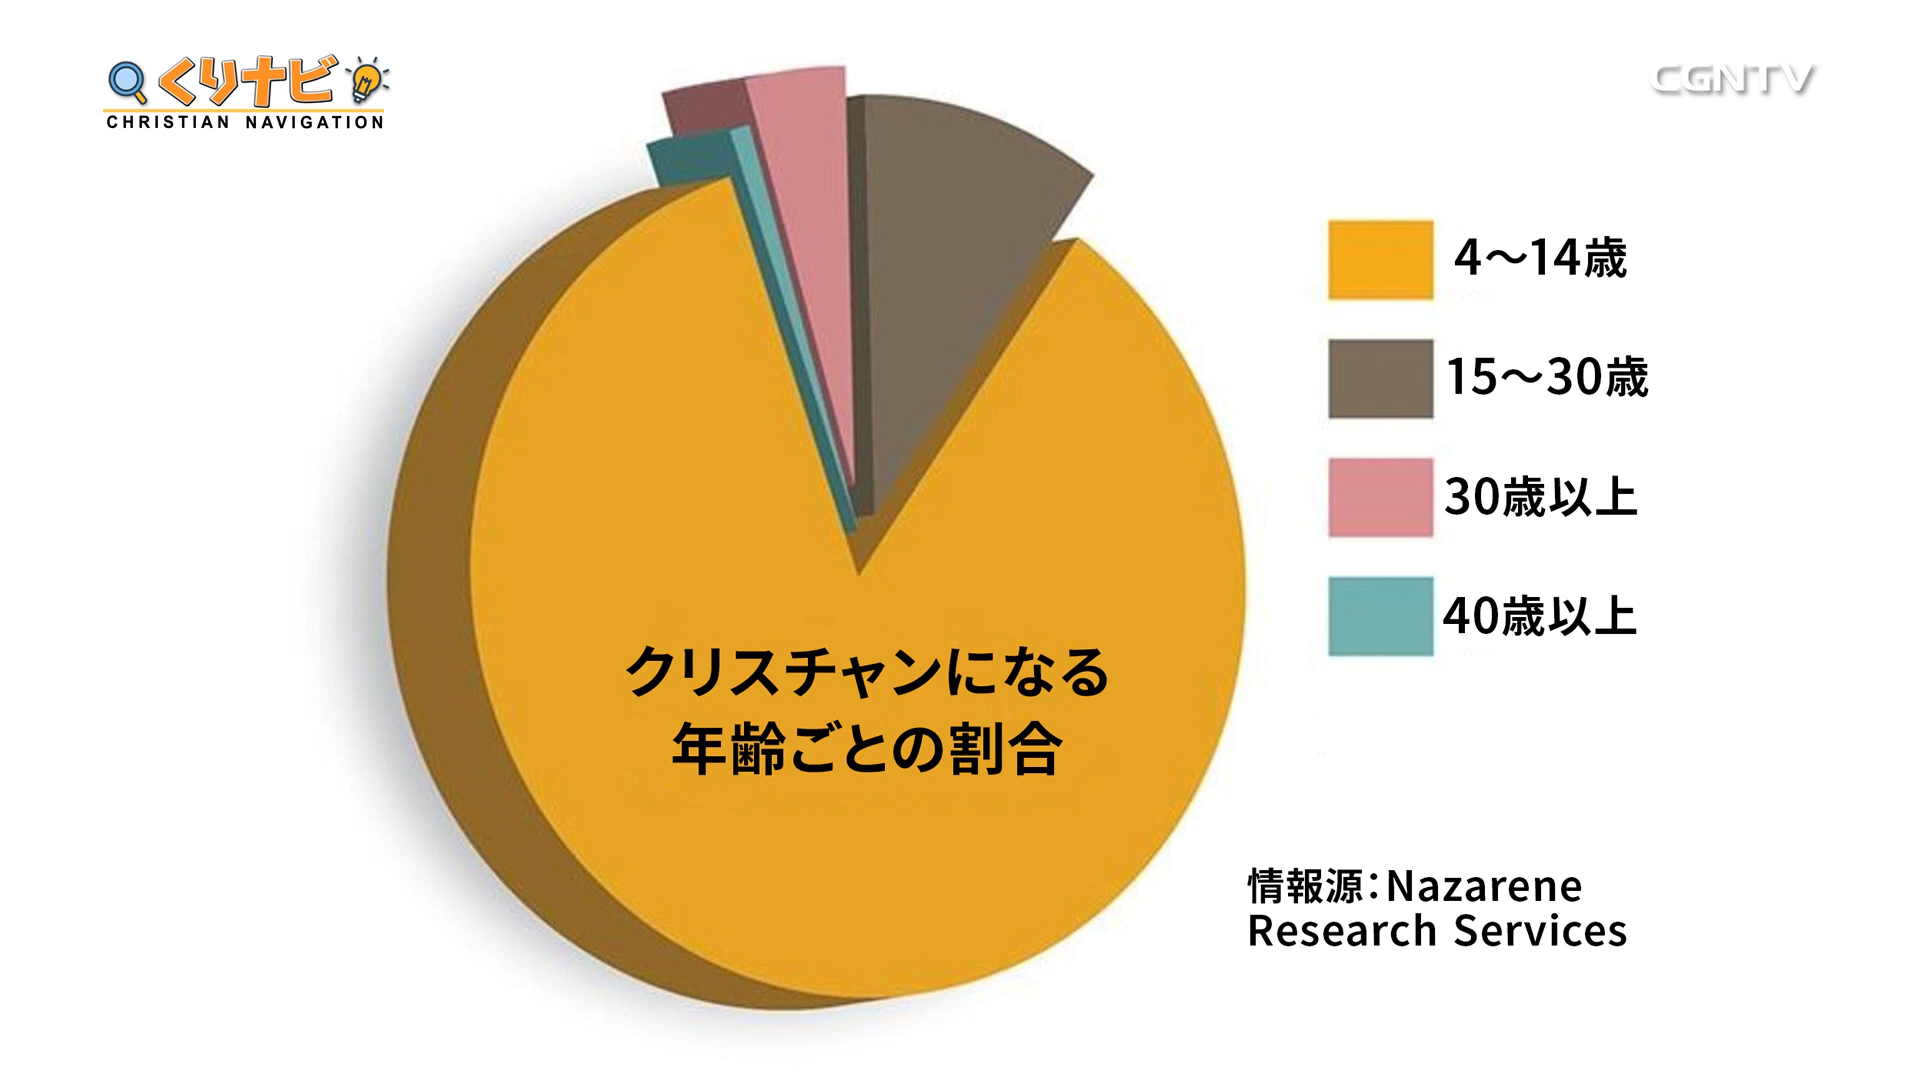 くりナビ
CHRISTIAN NAVIGATION
CGNTV
4～14歳
15～30歳
30歳以上
40歳以上
クリスチャンになる
年齢ごとの割合
情報源：Nazarene
Research Services